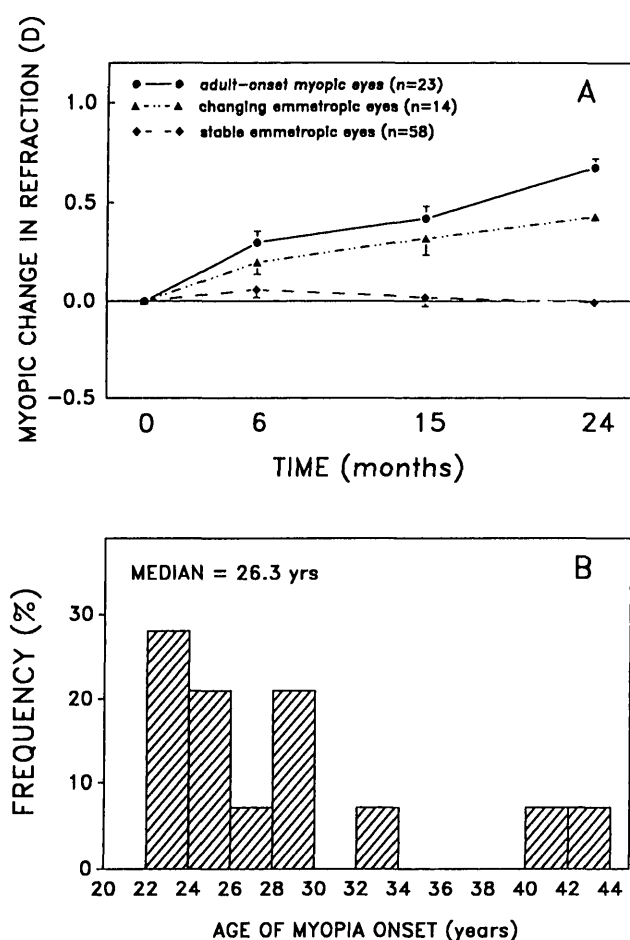 MYOPIC CHANGE IN REFRACTION (D)
A
adult-onset myopic eyes (n=23)
changing emmetropic eyes (n=14)
stable emmetropic eyes (n=58)
1.0
0.5
0.0
-0.5
0 6 15 24
TIME (months)
B
MEDIAN = 26.3 yrs
FREQUENCY (%)
30
20
10
0
20 22 24 26 28 30 32 34 36 38 40 42 44
AGE OF MYOPIA ONSET (years)